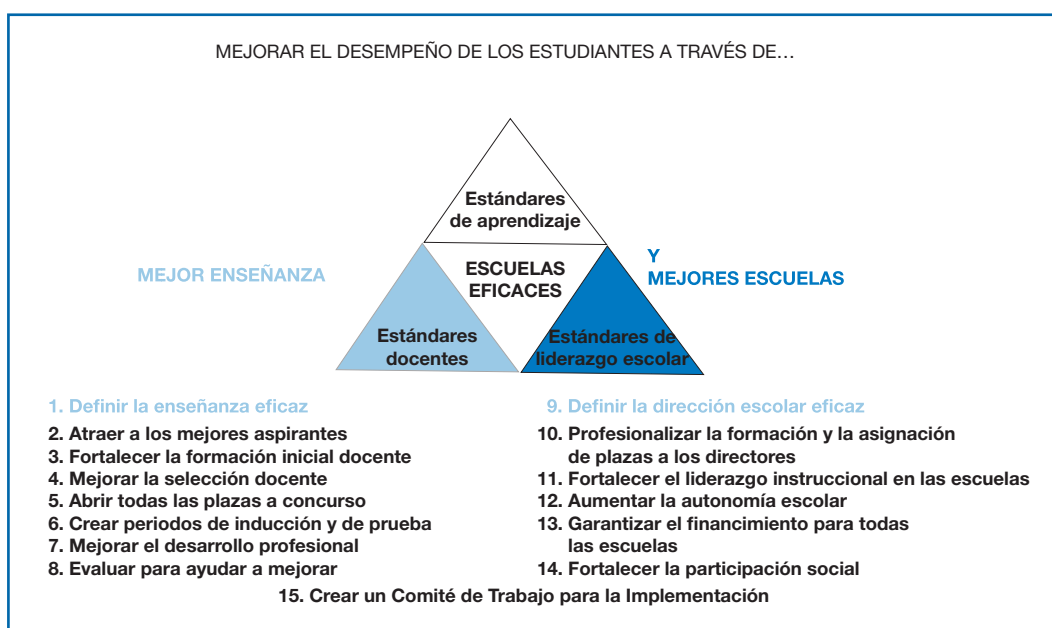 MEJORAR EL DESEMPEÑO DE LOS ESTUDIANTES A TRAVÉS DE...
Estándares
de aprendizaje
MEJOR ENSEÑANZA
ESCUELAS
EFICACES
Y
MEJORES ESCUELAS
Estándares
docentes
Estándares de
liderazgo escolar
1. Definir la enseñanza eficaz
2. Atraer a los mejores aspirantes
3. Fortalecer la formación inicial docente
4. Mejorar la selección docente
5. Abrir todas las plazas a concurso
6. Crear periodos de inducción y de prueba
7. Mejorar el desarrollo profesional
8. Evaluar para ayudar a mejorar
9. Definir la dirección escolar eficaz
10. Profesionalizar la formación y la asignación
de plazas a los directores
11. Fortalecer el liderazgo instruccional en las escuelas
12. Aumentar la autonomía escolar
13. Garantizar el financimiento para todas
las escuelas
14. Fortalecer la participación social
15. Crear un Comité de Trabajo para la Implementación